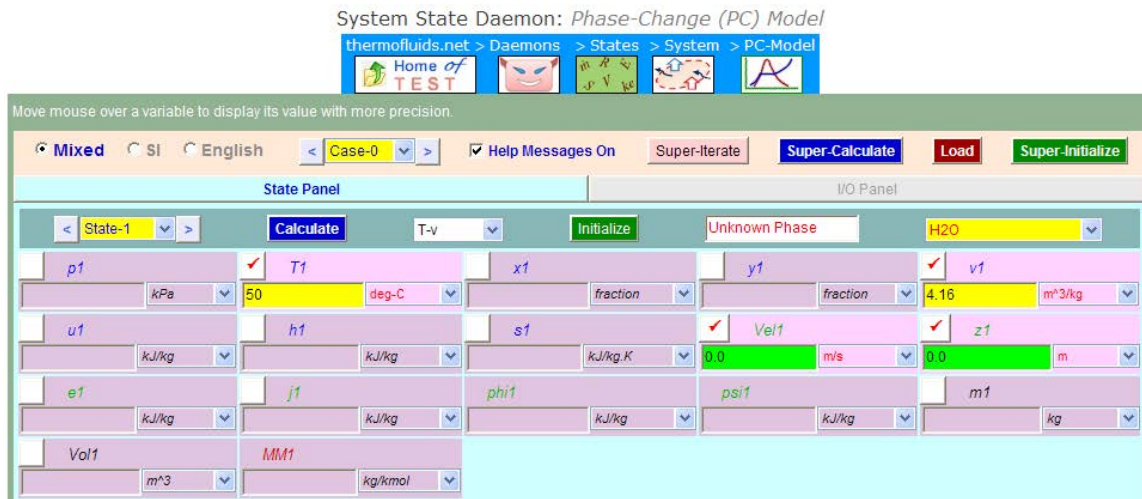 System State Daemon: Phase-Change (PC) Model
thermofluids.net > Daemons > States > System > PC-Model
Home of
TEST
Move mouse over a variable to display its value with more precision.
Mixed SI English < Case-0 > Help Messages On Super-Iterate Super-Calculate Load Super-Initialize
State Panel I/O Panel
< State-1 > Calculate T-v Initialize Unknown Phase H2O
p1 T1 x1 y1 v1
kPa 50 deg-C fraction fraction 4.16 m^3/kg
u1 h1 s1 Vel1 z1
kJ/kg kJ/kg kJ/kg.K 0.0 m/s 0.0 m
e1 j1 phi1 psi1 m1
kJ/kg kJ/kg kJ/kg kJ/kg kg
Vol1 MM1
m^3 kg/kmol